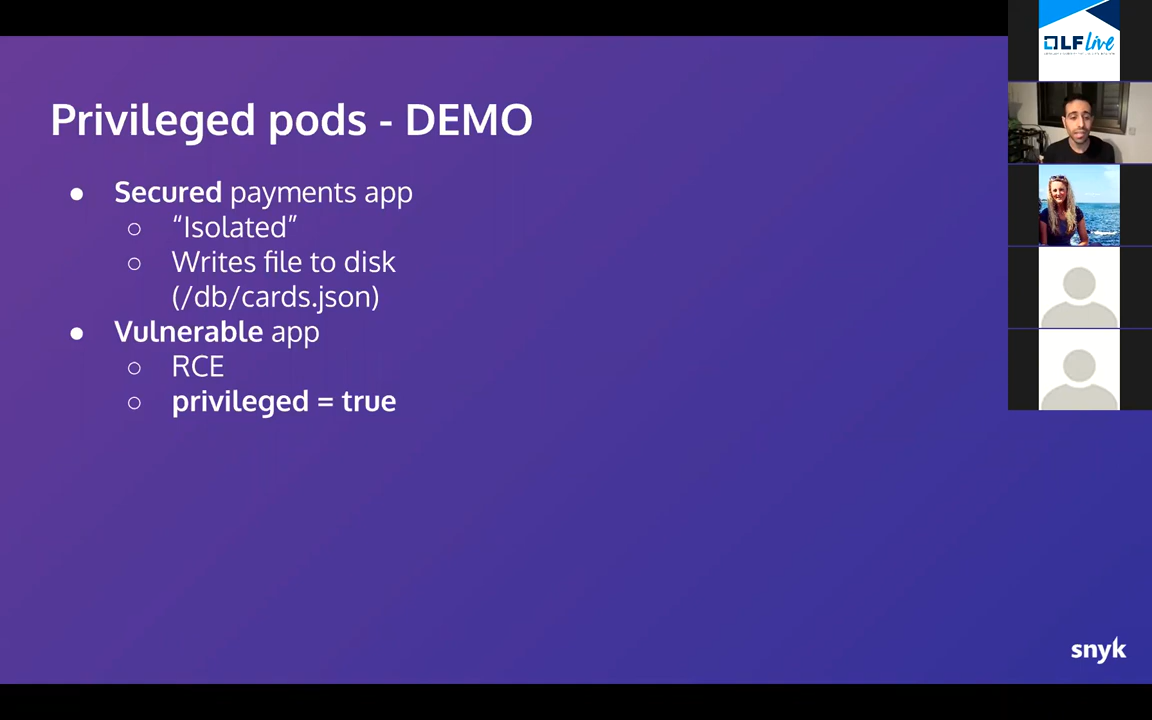 Privileged pods - DEMO
● Secured payments app
○ “Isolated”
○ Writes file to disk
(/db/cards.json)
● Vulnerable app
○ RCE
○ privileged = true
snyk
LF Live